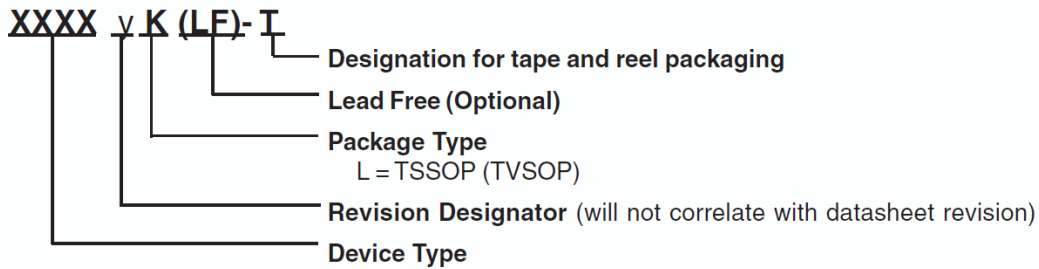 XXXX y K (LF)- T
Designation for tape and reel packaging
Lead Free (Optional)
Package Type
L = TSSOP (TVSOP)
Revision Designator (will not correlate with datasheet revision)
Device Type